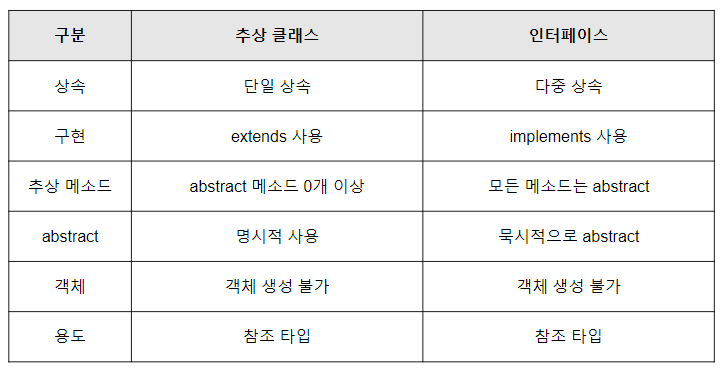 구분 추상 클래스 인터페이스
상속 단일 상속 다중 상속
구현 extends 사용 implements 사용
추상 메소드 abstract 메소드 0개 이상 모든 메소드는 abstract
abstract 명시적 사용 묵시적으로 abstract
객체 객체 생성 불가 객체 생성 불가
용도 참조 타입 참조 타입